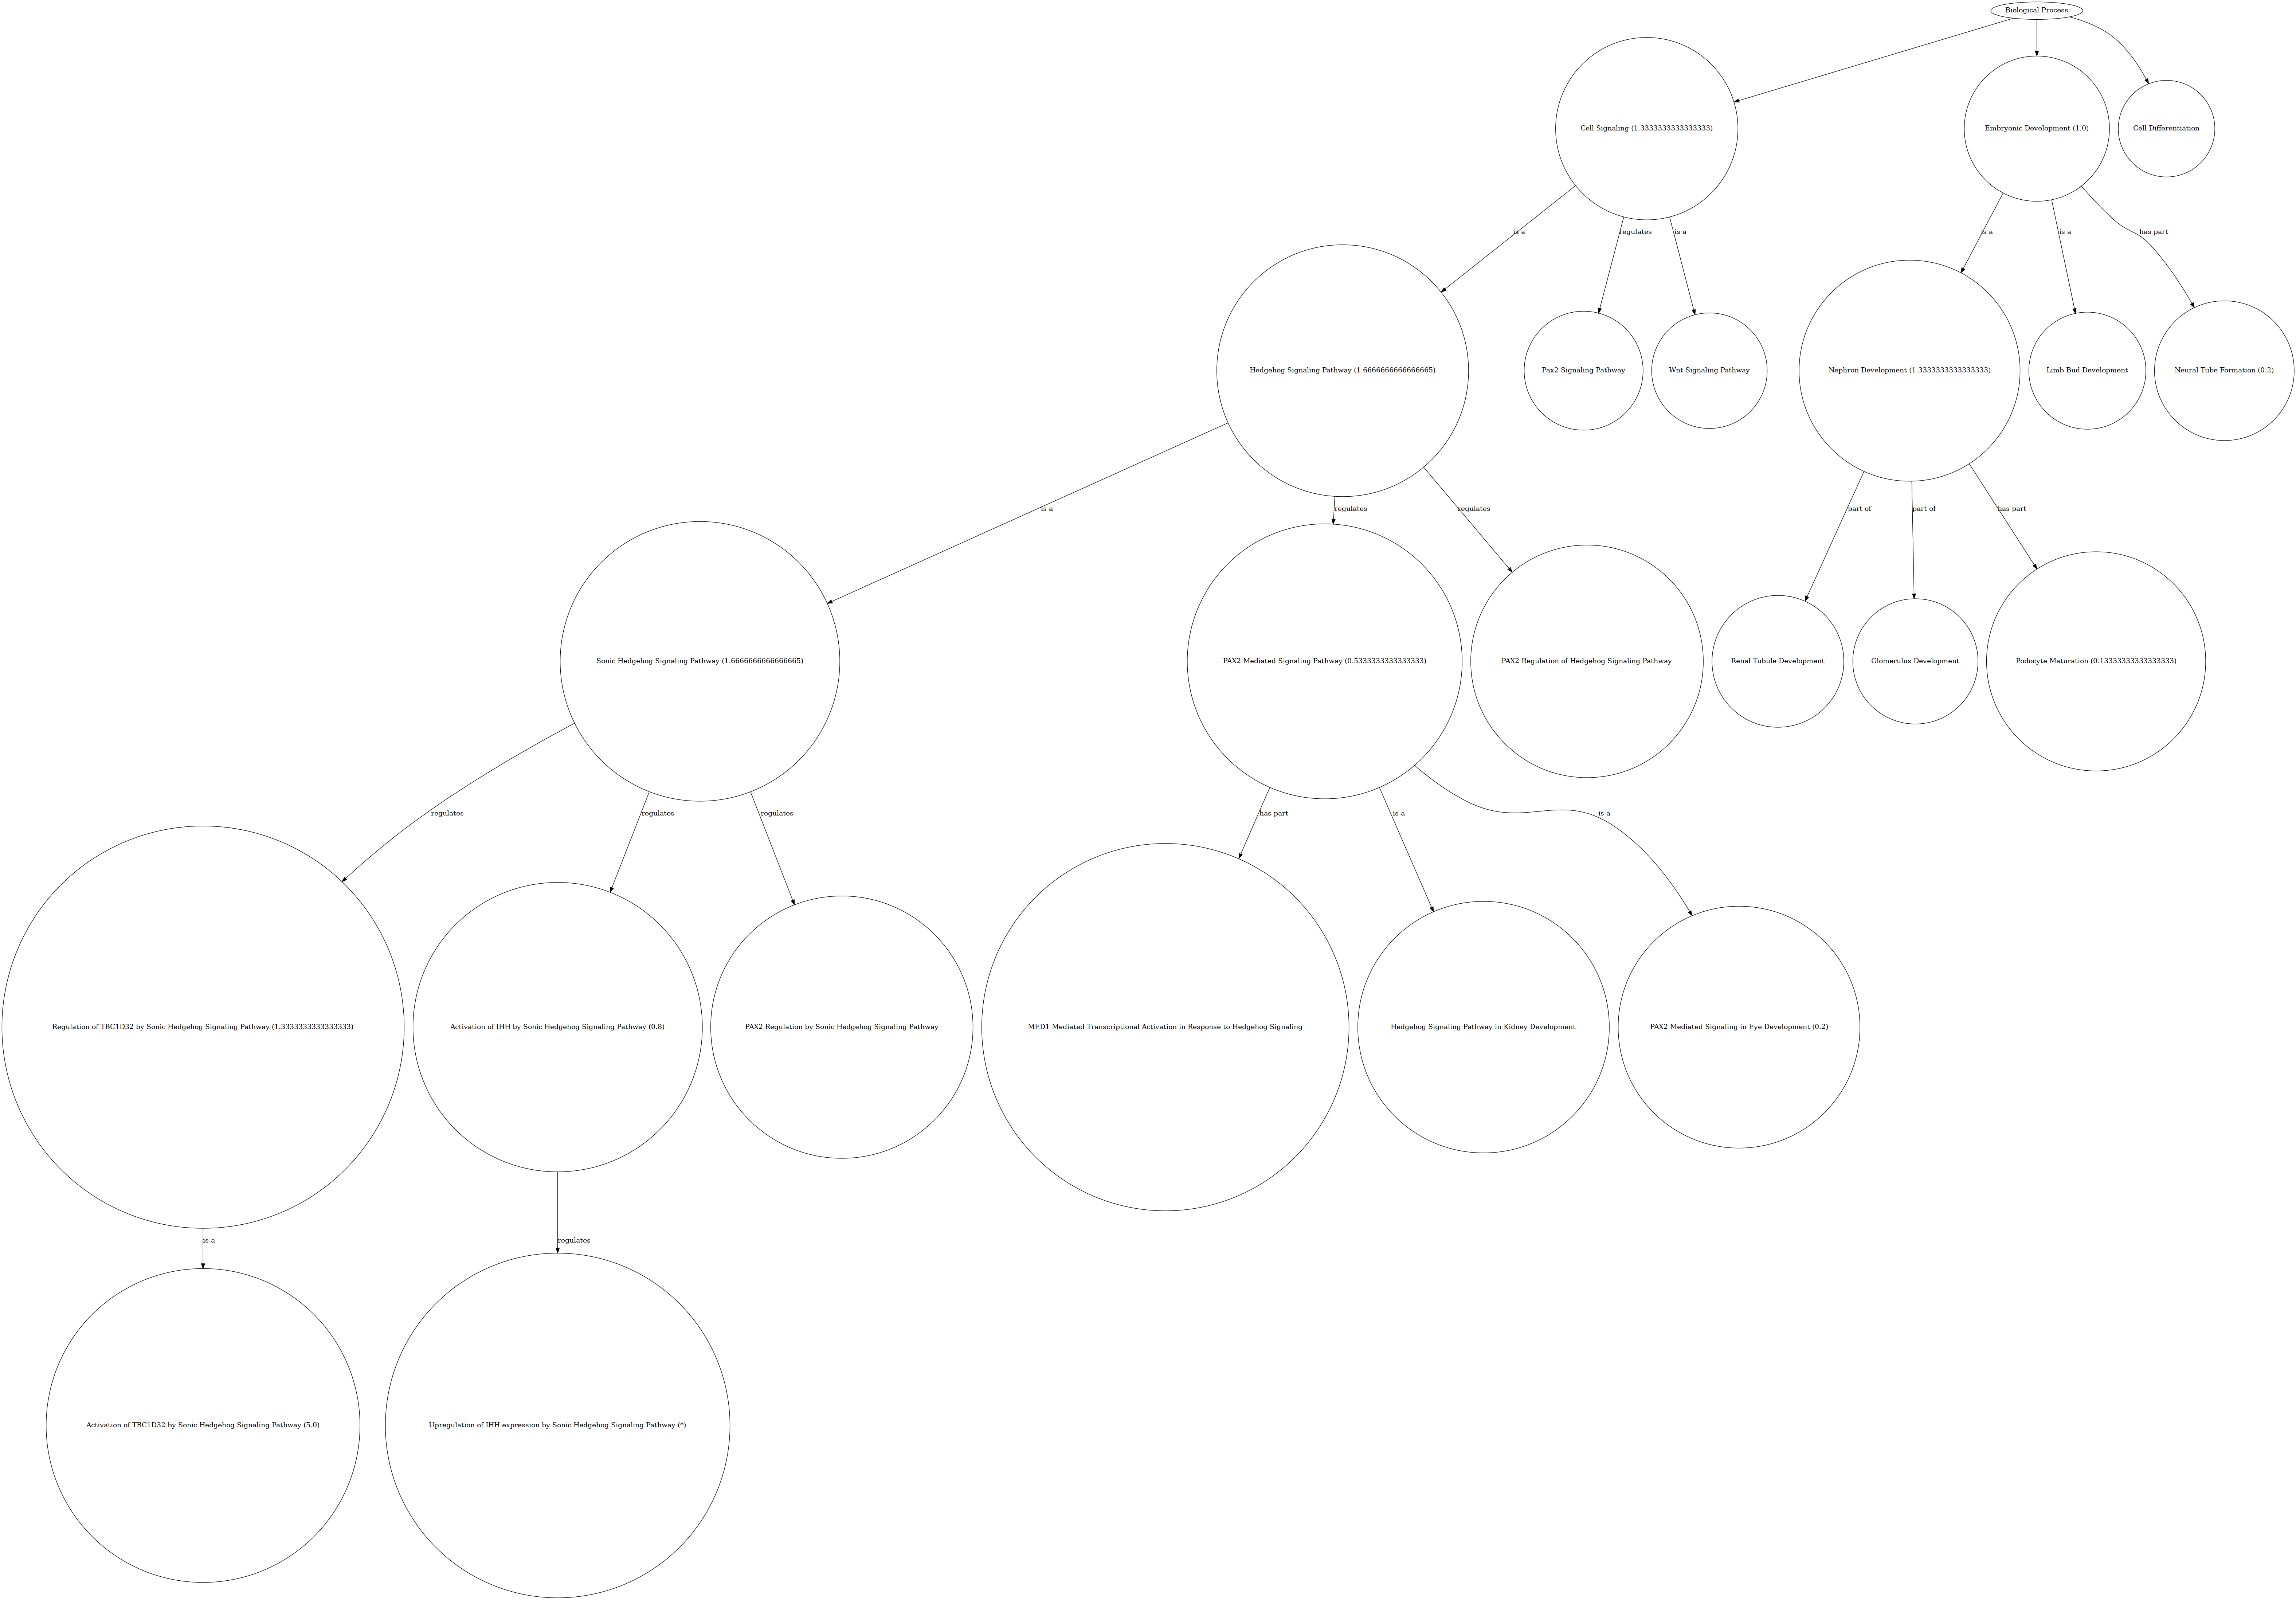 Biological Process
Cell Signaling (1.3333333333333333)
Embryonic Development (1.0)
Cell Differentiation
is a
regulates
is a
is a
is a
has part
Hedgehog Signaling Pathway (1.6666666666666665)
Pax2 Signaling Pathway
Wnt Signaling Pathway
Nephron Development (1.3333333333333333)
Limb Bud Development
Neural Tube Formation (0.2)
is a
regulates
regulates
part of
part of
has part
Sonic Hedgehog Signaling Pathway (1.6666666666666665)
PAX2-Mediated Signaling Pathway (0.5333333333333333)
PAX2 Regulation of Hedgehog Signaling Pathway
Renal Tubule Development
Glomerulus Development
Podocyte Maturation (0.13333333333333333)
regulates
regulates
regulates
has part
is a
is a
Regulation of TBC1D32 by Sonic Hedgehog Signaling Pathway (1.3333333333333333)
Activation of IHH by Sonic Hedgehog Signaling Pathway (0.8)
PAX2 Regulation by Sonic Hedgehog Signaling Pathway
MED1-Mediated Transcriptional Activation in Response to Hedgehog Signaling
Hedgehog Signaling Pathway in Kidney Development
PAX2-Mediated Signaling in Eye Development (0.2)
is a
regulates
Activation of TBC1D32 by Sonic Hedgehog Signaling Pathway (5.0)
Upregulation of IHH expression by Sonic Hedgehog Signaling Pathway (*)